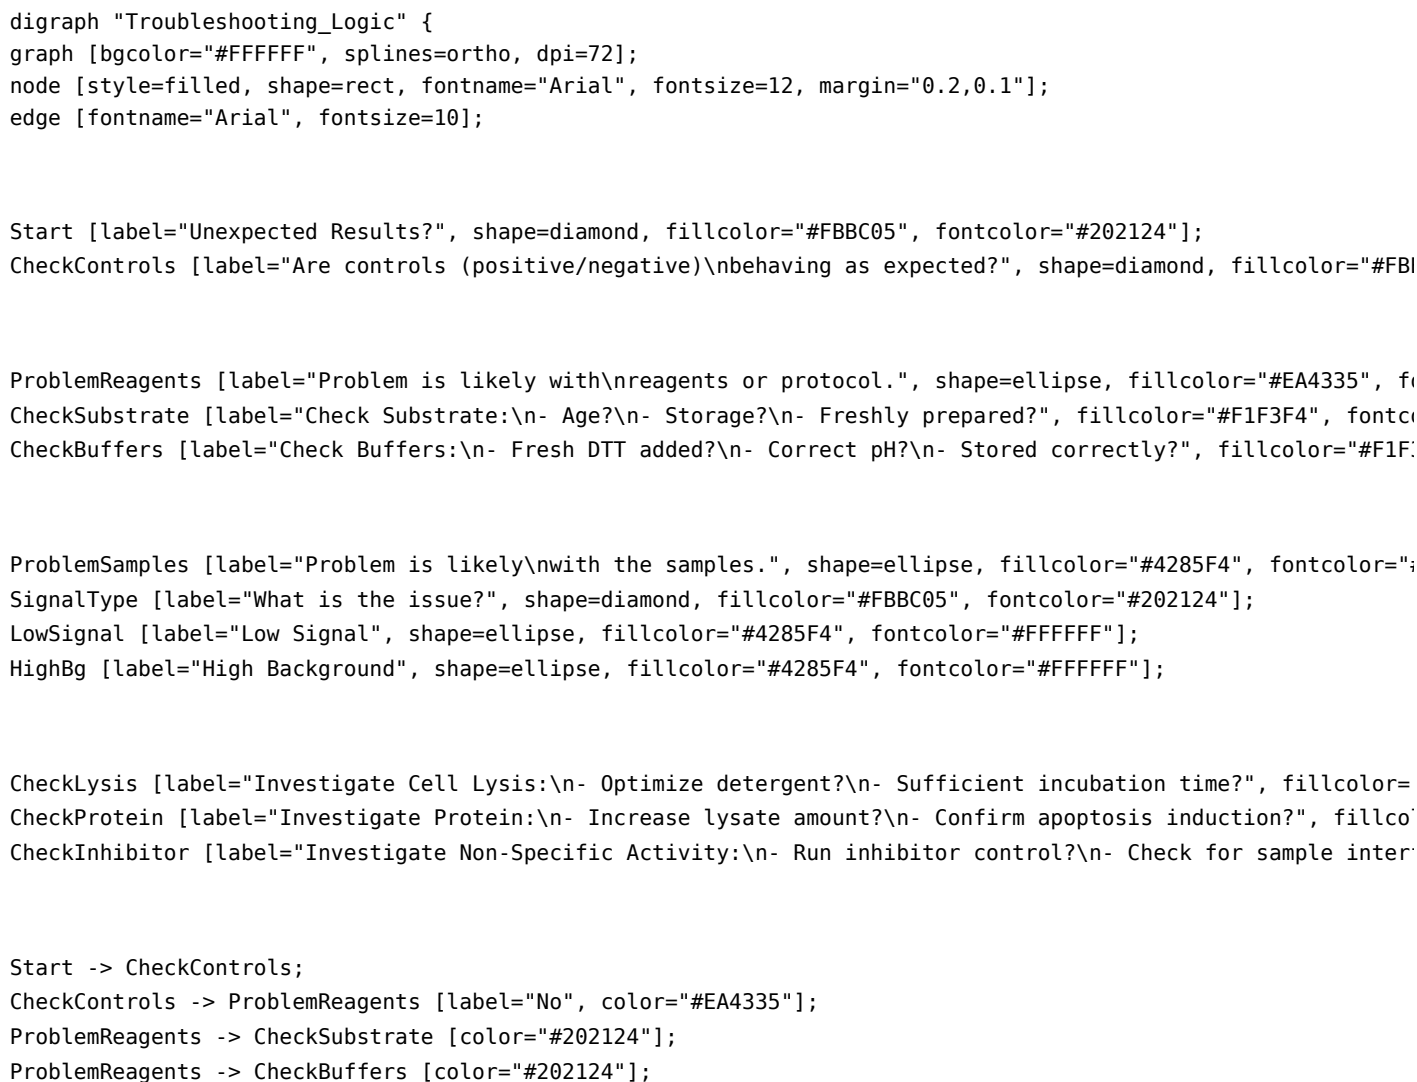 digraph "Troubleshooting_Logic" {
graph [bgcolor="#FFFFFF", splines=ortho, dpi=72];
node [style=filled, shape=rect, fontname="Arial", fontsize=12, margin="0.2,0.1"];
edge [fontname="Arial", fontsize=10];
Start [label="Unexpected Results?", shape=diamond, fillcolor="#FBBC05", fontcolor="#202124"];
CheckControls [label="Are controls (positive/negative)\nbehaving as expected?", shape=diamond, fillcolor="#FB
ProblemReagents [label="Problem is likely with\nreagents or protocol.", shape=ellipse, fillcolor="#EA4335",
CheckSubstrate [label="Check Substrate:\n- Age?\n- Storage?\n- Freshly prepared?", fillcolor="#F1F3F4", fontc
CheckBuffers [label="Check Buffers:\n- Fresh DTT added?\n- Correct pH?\n- Stored correctly?", fillcolor="#F1F
ProblemSamples [label="Problem is likely\nwith the samples.", shape=ellipse, fillcolor="#4285F4", fontcolor="
SignalType [label="What is the issue?", shape=diamond, fillcolor="#FBBC05", fontcolor="#202124"];
LowSignal [label="Low Signal", shape=ellipse, fillcolor="#4285F4", fontcolor="#FFFFFF"];
HighBg [label="High Background", shape=ellipse, fillcolor="#4285F4", fontcolor="#FFFFFF"];
CheckLysis [label="Investigate Cell Lysis:\n- Optimize detergent?\n- Sufficient incubation time?", fillcolor=
CheckProtein [label="Investigate Protein:\n- Increase lysate amount?\n- Confirm apoptosis induction?", fillco
CheckInhibitor [label="Investigate Non-Specific Activity:\n- Run inhibitor control?\n- Check for sample inter
Start -> CheckControls;
CheckControls -> ProblemReagents [label="No", color="#EA4335"];
ProblemReagents -> CheckSubstrate [color="#202124"];
ProblemReagents -> CheckBuffers [color="#202124"];